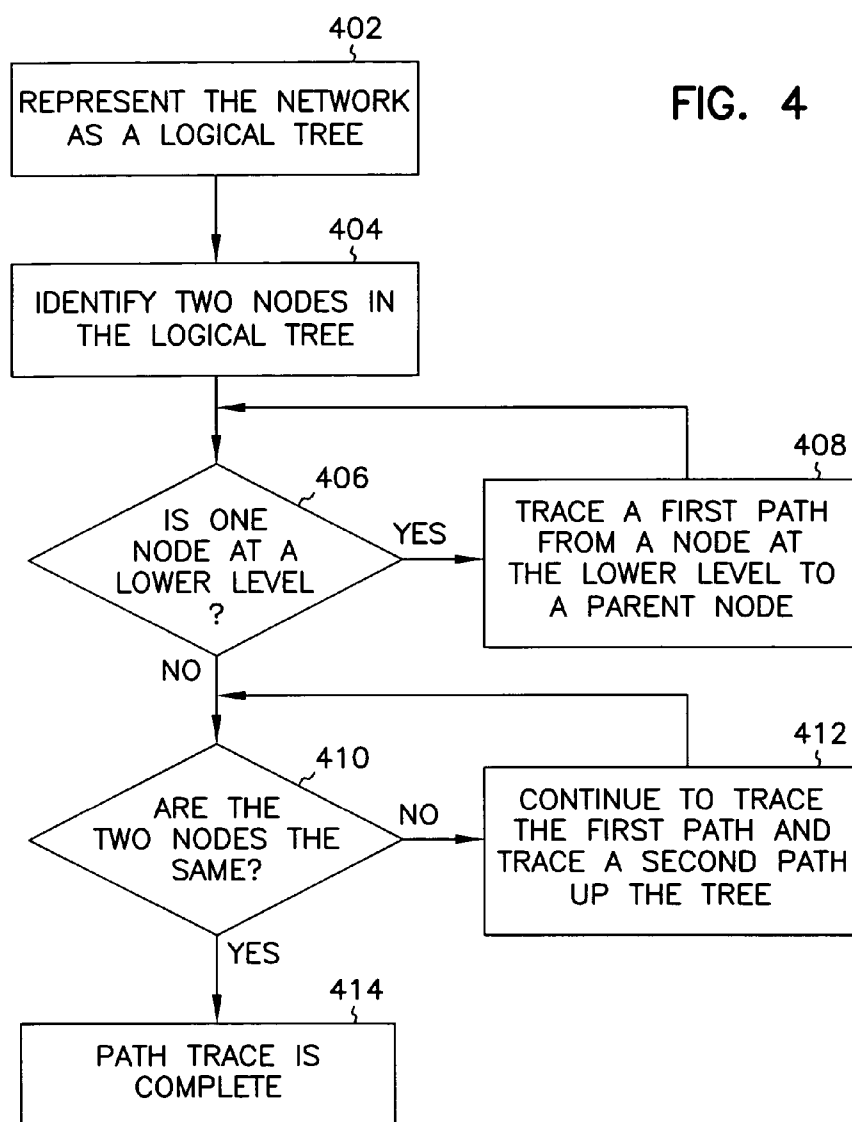 402
REPRESENT THE NETWORK
AS A LOGICAL TREE
FIG. 4
404
IDENTIFY TWO NODES IN
THE LOGICAL TREE
406
IS ONE
NODE AT A
LOWER LEVEL
?
YES
408
TRACE A FIRST PATH
FROM A NODE AT
THE LOWER LEVEL TO
A PARENT NODE
NO
410
ARE THE
TWO NODES THE
SAME?
NO
412
CONTINUE TO TRACE
THE FIRST PATH AND
TRACE A SECOND PATH
UP THE TREE
YES
414
PATH TRACE IS
COMPLETE